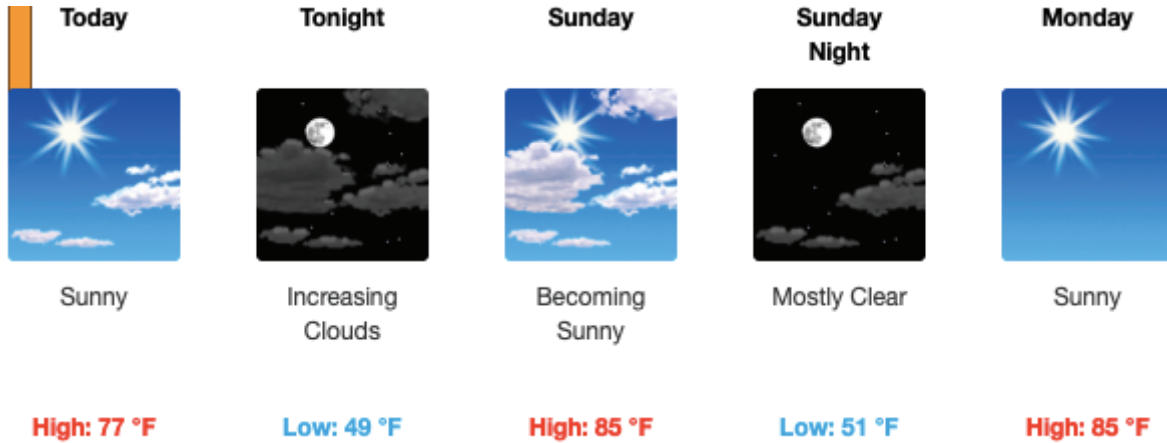 Today
Tonight
Sunday
Sunday
Night
Monday
Sunny
Increasing
Clouds
Becoming
Sunny
Mostly Clear
Sunny
High: 77 °F
Low: 49 °F
High: 85 °F
Low: 51 °F
High: 85 °F